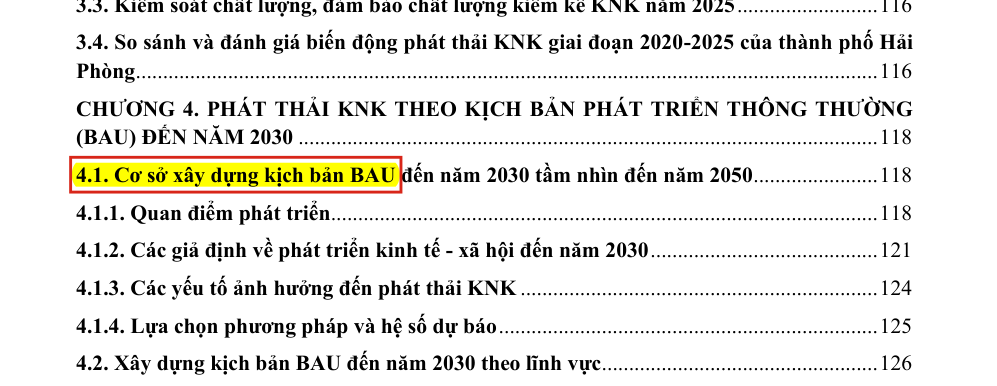 3.3. Kiểm soát chất lượng, đảm bảo chất lượng kiểm kê KNK năm 2025.....................116
3.4. So sánh và đánh giá biến động phát thải KNK giai đoạn 2020-2025 của thành phố Hải
Phòng.....................116
CHƯƠNG 4. PHÁT THẢI KNK THEO KỊCH BẢN PHÁT TRIỂN THÔNG THƯỜNG
(BAU) ĐẾN NĂM 2030 .....................118
4.1. Cơ sở xây dựng kịch bản BAU đến năm 2030 tầm nhìn đến năm 2050.....................118
4.1.1. Quan điểm phát triển.....................118
4.1.2. Các giả định về phát triển kinh tế - xã hội đến năm 2030.....................121
4.1.3. Các yếu tố ảnh hưởng đến phát thải KNK .....................124
4.1.4. Lựa chọn phương pháp và hệ số dự báo.....................125
4.2. Xây dựng kịch bản BAU đến năm 2030 theo lĩnh vực.....................126